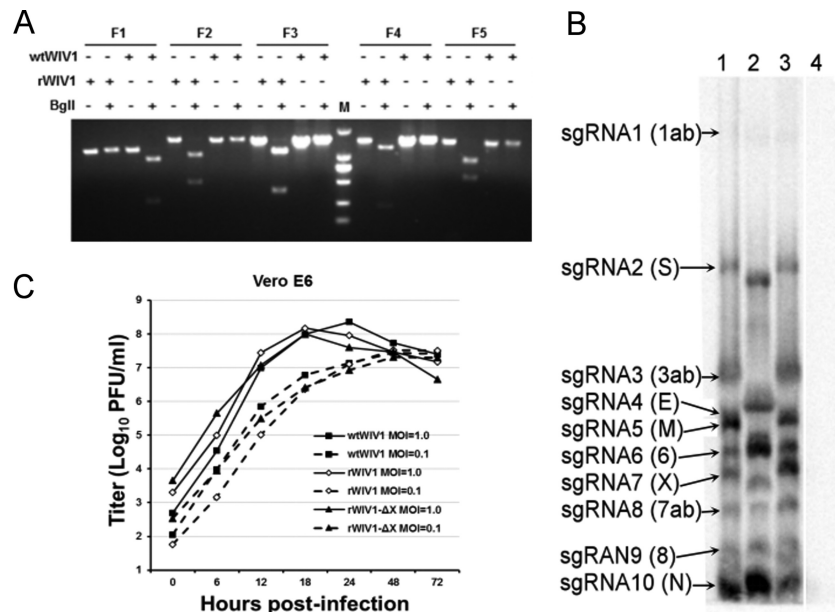 A
F1 F2 F3 F4 F5
wtWIV1 - - + + - - + + - - + + - - + + - - + +
rWIV1 + + - - + + - - + + - - + + - - + + - -
BglI - + - + - + - + - + - + M - + - + - + - +
B
1 2 3 4
sgRNA1 (1ab)
sgRNA2 (S)
sgRNA3 (3ab)
sgRNA4 (E)
sgRNA5 (M)
sgRNA6 (6)
sgRNA7 (X)
sgRNA8 (7ab)
sgRAN9 (8)
sgRNA10 (N)
C
Vero E6
Titer (Log10 PFU/ml)
9
8
7
6
5
4
3
2
1
wtWIV1 MOI=1.0
wtWIV1 MOI=0.1
rWIV1 MOI=1.0
rWIV1 MOI=0.1
rWIV1-ΔX MOI=1.0
rWIV1-ΔX MOI=0.1
0 6 12 18 24 48 72
Hours post-infection